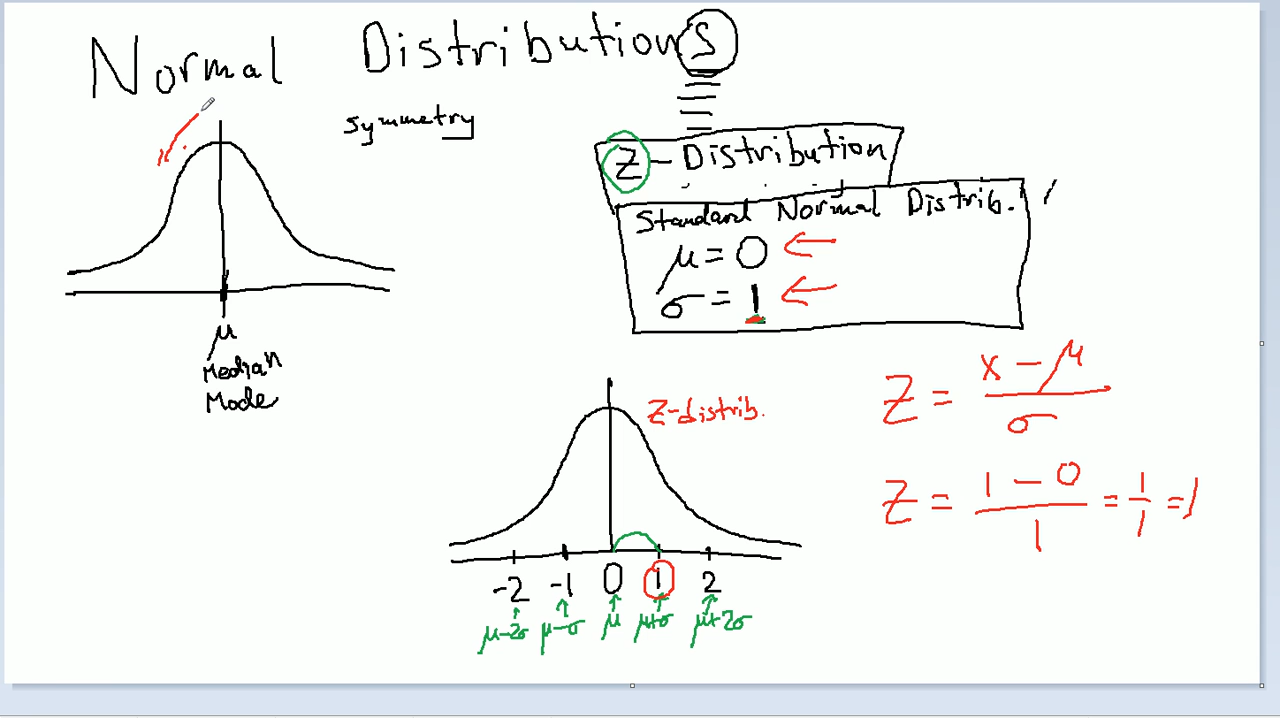 Normal Distributions
symmetry
Z - Distribution
Standard Normal Distrib.
μ = 0
σ = 1
μ
Median
Mode
Z-distrib.
Z = x - μ / σ
Z = 1 - 0 / 1 = 1/1 = 1
-2 -1 0 1 2
μ-2σ μ-σ μ μ+σ μ+2σ